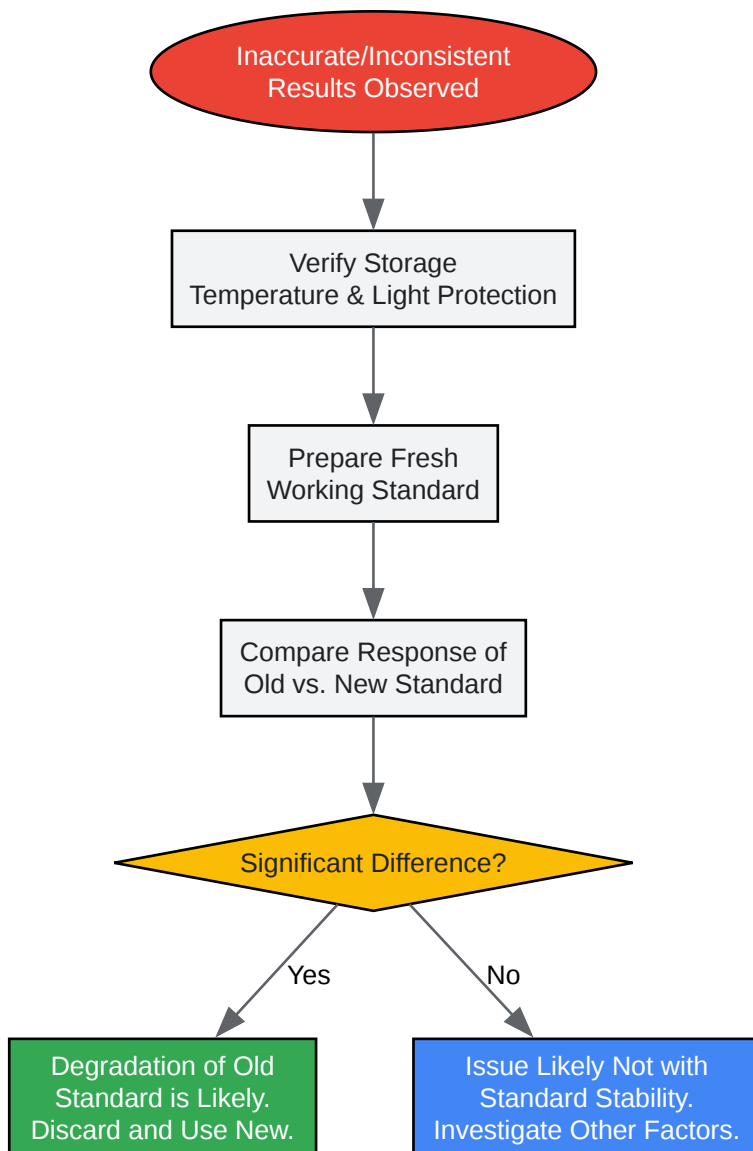 Inaccurate/Inconsistent
Results Observed
Verify Storage
Temperature & Light Protection
Prepare Fresh
Working Standard
Compare Response of
Old vs. New Standard
Significant Difference?
Yes
No
Degradation of Old
Standard is Likely.
Discard and Use New.
Issue Likely Not with
Standard Stability.
Investigate Other Factors.